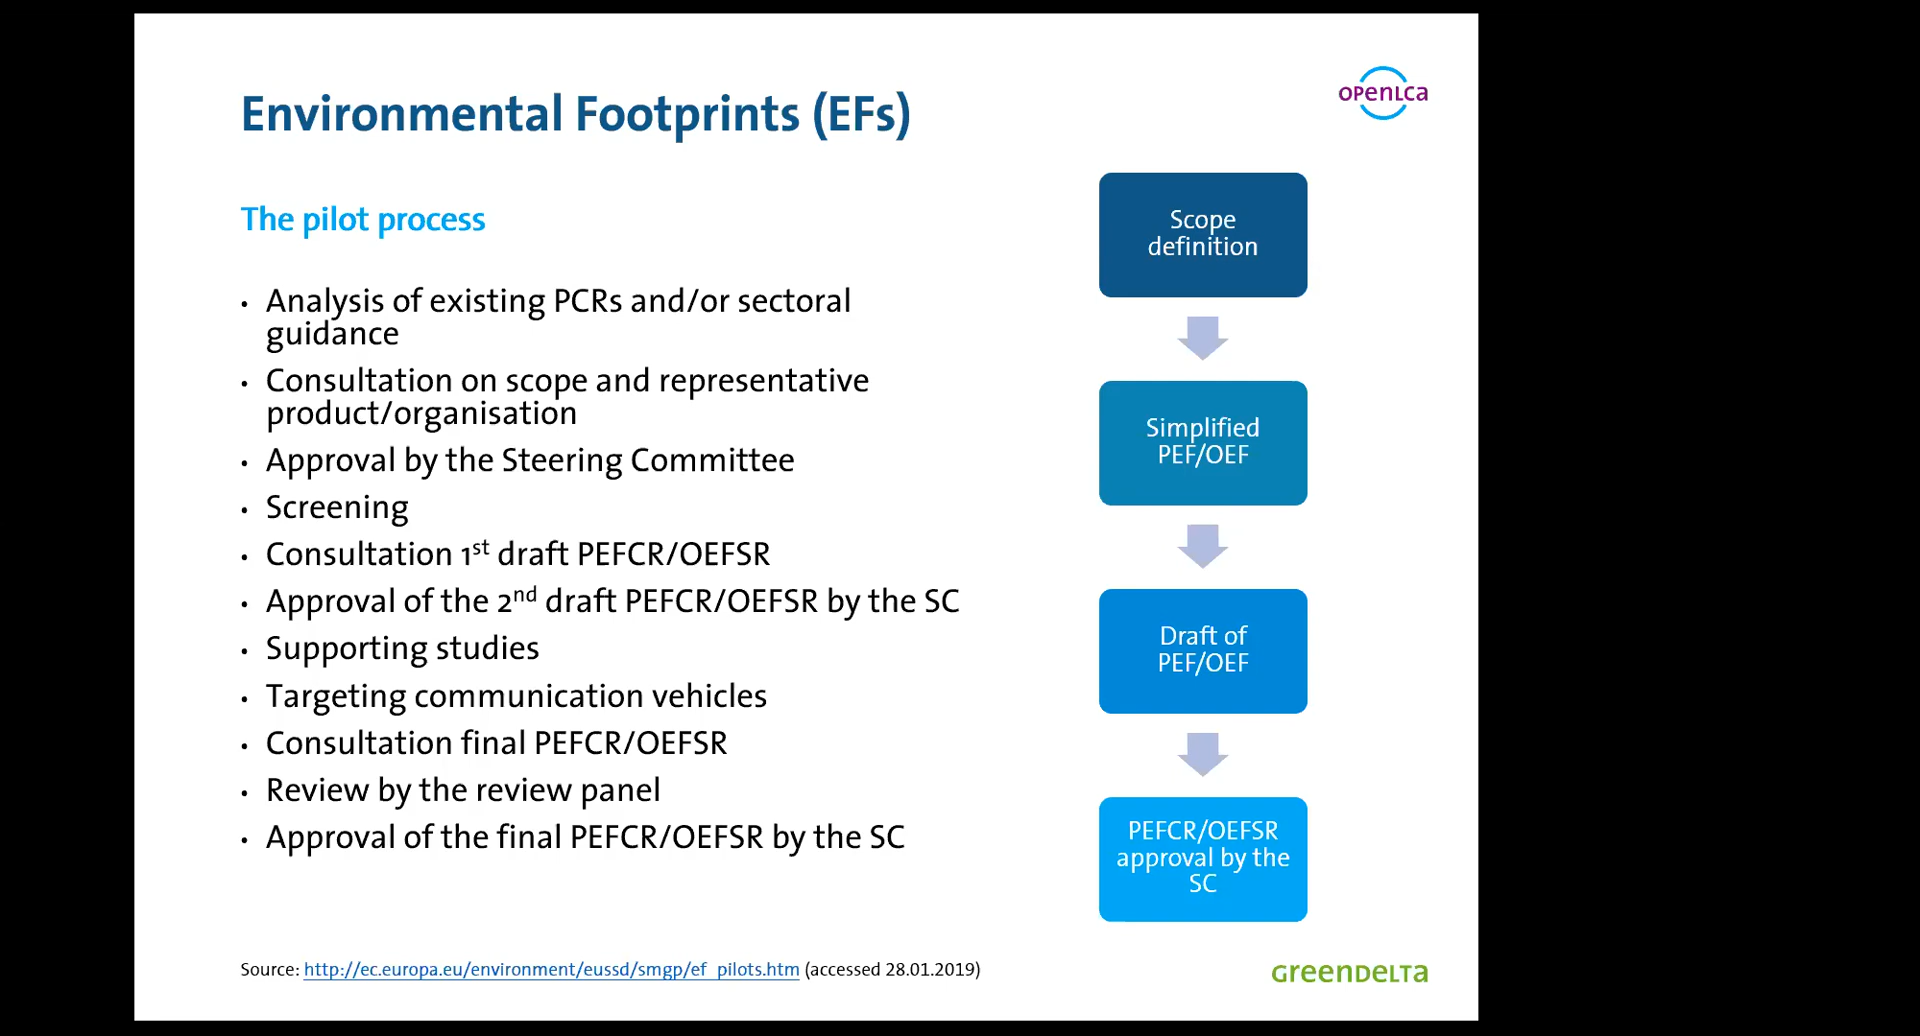 Environmental Footprints (EFs)
openLCA
The pilot process
• Analysis of existing PCRs and/or sectoral
guidance
• Consultation on scope and representative
product/organisation
• Approval by the Steering Committee
• Screening
• Consultation 1st draft PEFCR/OEFSR
• Approval of the 2nd draft PEFCR/OEFSR by the SC
• Supporting studies
• Targeting communication vehicles
• Consultation final PEFCR/OEFSR
• Review by the review panel
• Approval of the final PEFCR/OEFSR by the SC
Scope
definition
Simplified
PEF/OEF
Draft of
PEF/OEF
PEFCR/OEFSR
approval by the
SC
Source: http://ec.europa.eu/environment/eussd/smgp/ef_pilots.htm (accessed 28.01.2019)
GreenDelta